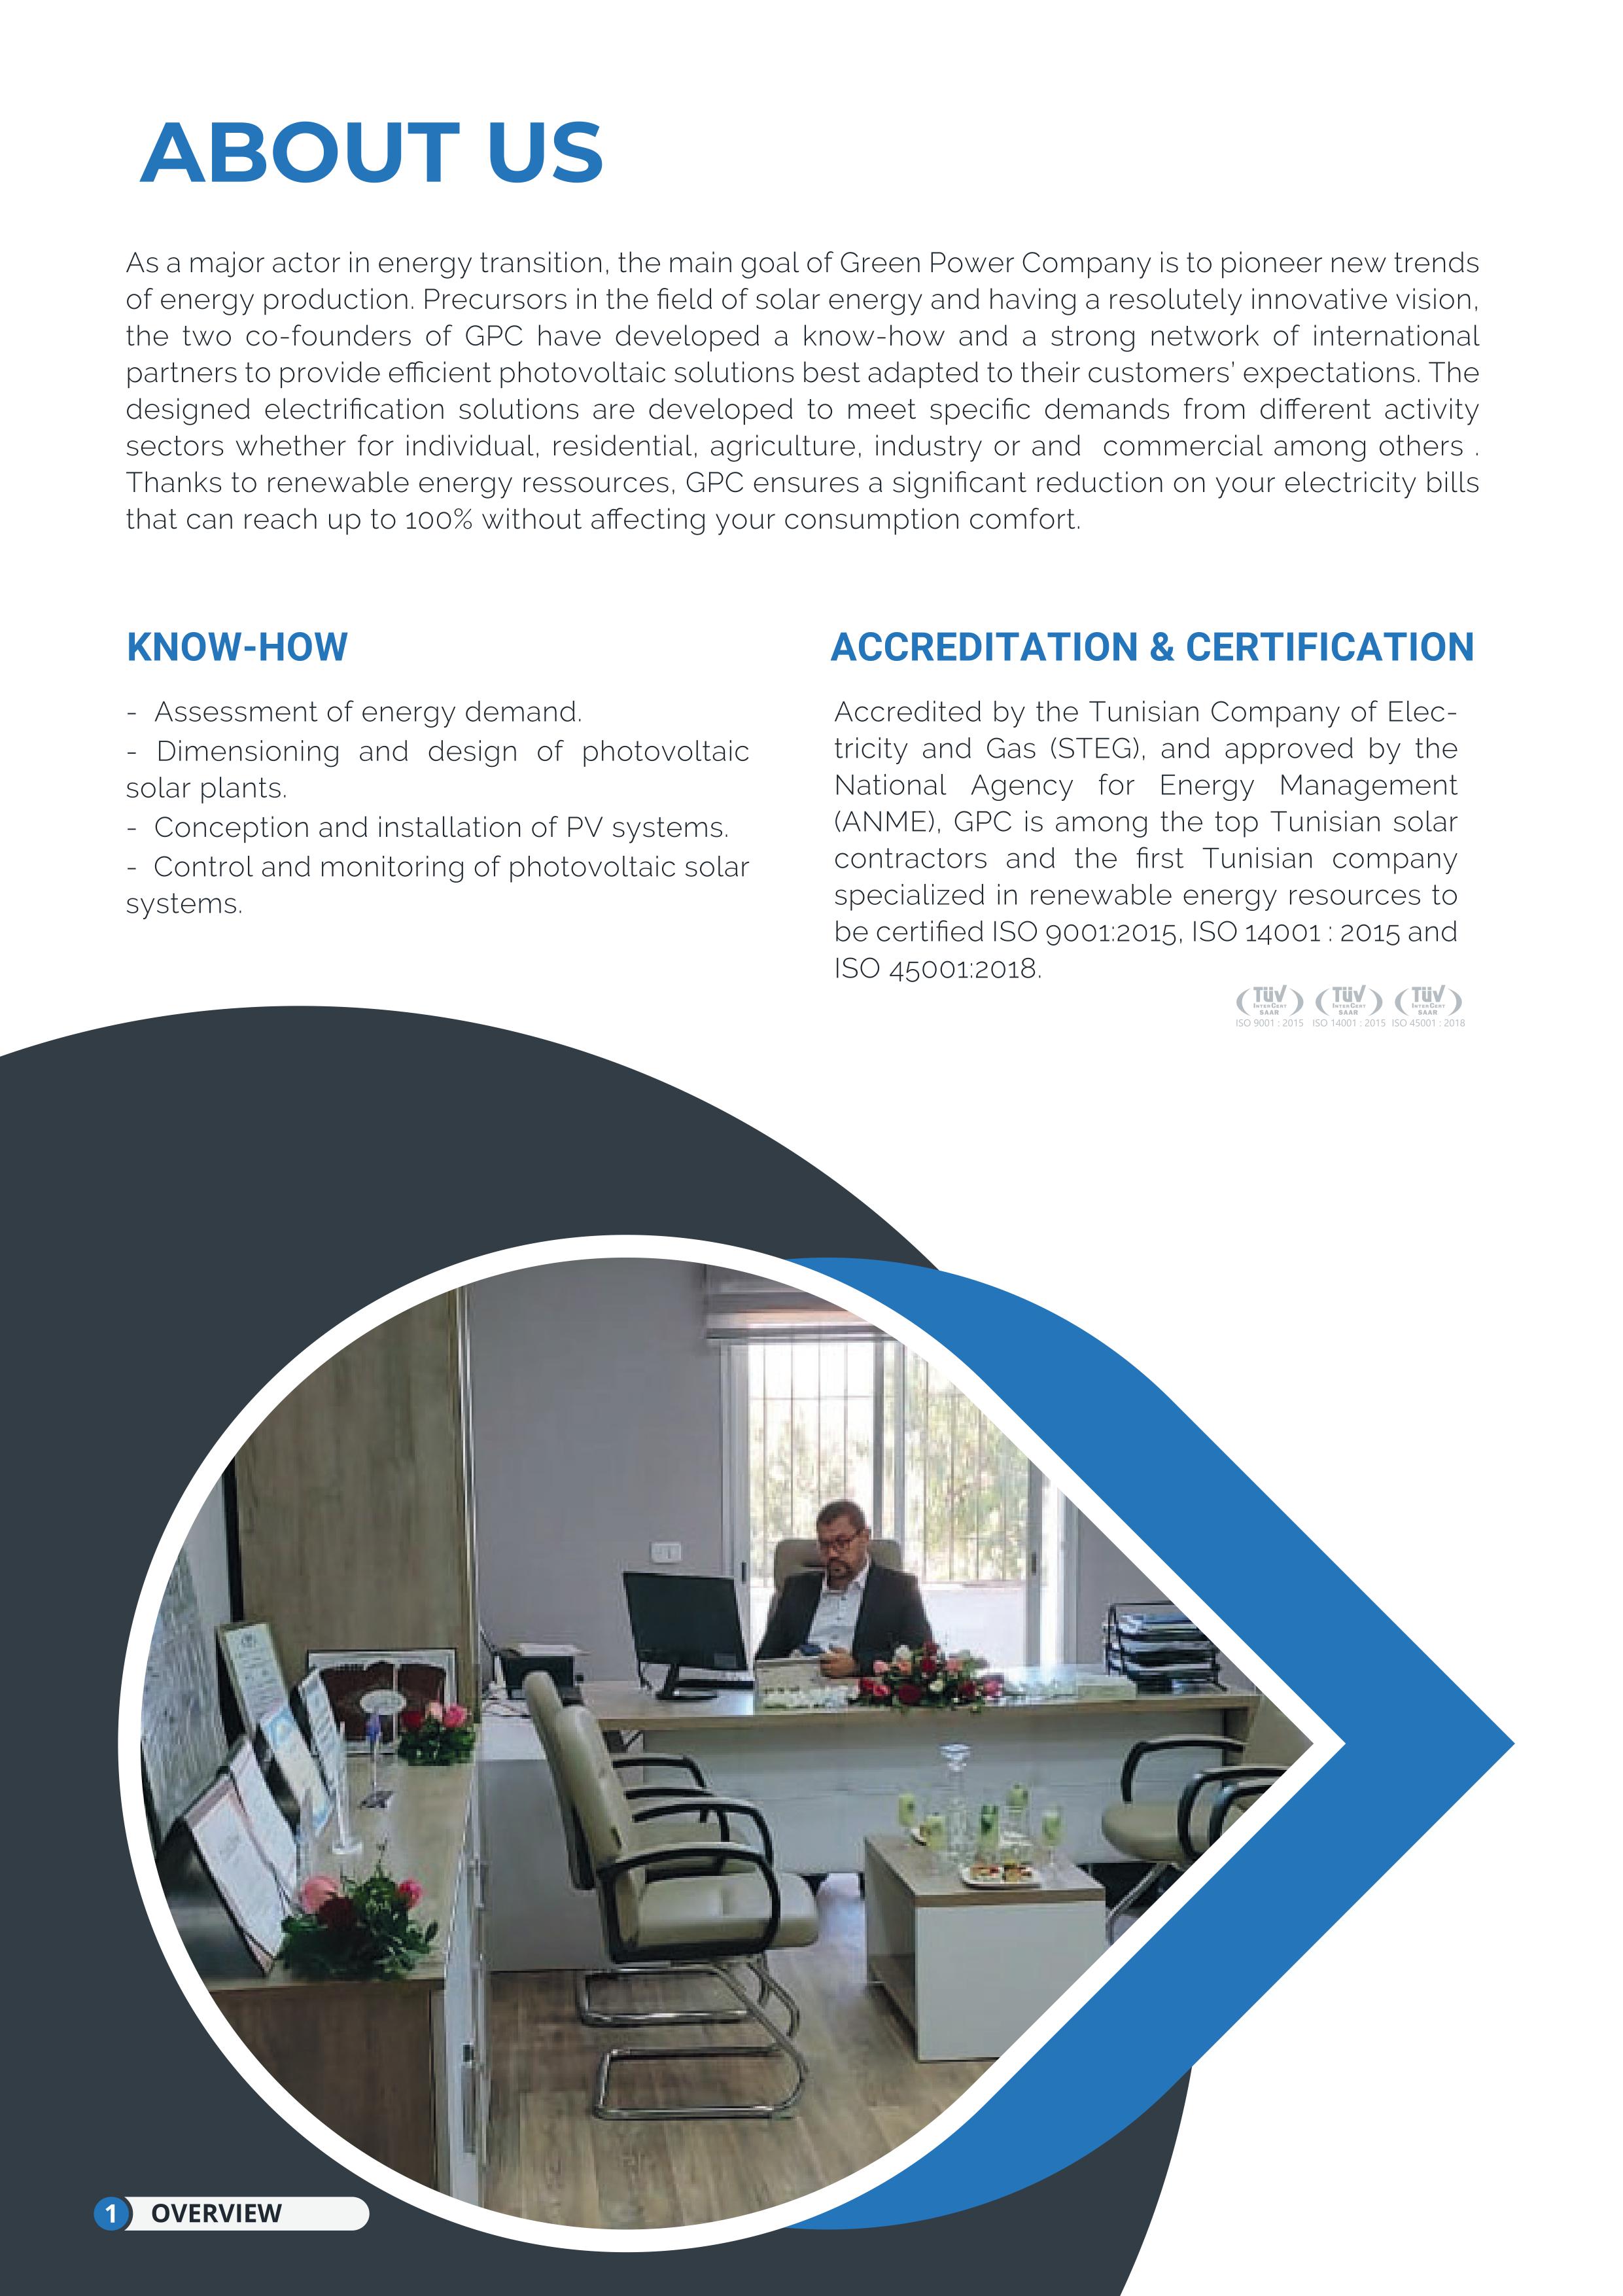 ABOUT US
As a major actor in energy transition, the main goal of Green Power Company is to pioneer new trends
of energy production. Precursors in the field of solar energy and having a resolutely innovative vision,
the two co-founders of GPC have developed a know-how and a strong network of international
partners to provide efficient photovoltaic solutions best adapted to their customers’ expectations. The
designed electrification solutions are developed to meet specific demands from different activity
sectors whether for individual, residential, agriculture, industry or and  commercial among others .
Thanks to renewable energy ressources, GPC ensures a significant reduction on your electricity bills
that can reach up to 100% without affecting your consumption comfort.
KNOW-HOW
- Assessment of energy demand.
- Dimensioning and design of photovoltaic
solar plants.
- Conception and installation of PV systems.
- Control and monitoring of photovoltaic solar
systems.
ACCREDITATION & CERTIFICATION
Accredited by the Tunisian Company of Elec-
tricity and Gas (STEG), and approved by the
National Agency for Energy Management
(ANME), GPC is among the top Tunisian solar
contractors and the first Tunisian company
specialized in renewable energy resources to
be certified ISO 9001:2015, ISO 14001 : 2015 and
ISO 45001:2018.
TÜV TÜV TÜV
INTERCERT INTERCERT INTERCERT
SAAR SAAR SAAR
ISO 9001 : 2015 ISO 14001 : 2015 ISO 45001 : 2018
1 OVERVIEW